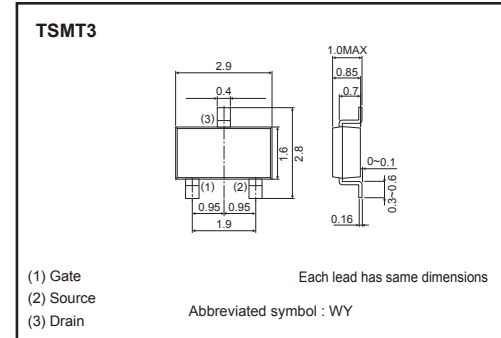 TSMT3
1.0MAX
2.9
0.85
0.4
0.7
(3)
1.6
2.8
0~0.1
(1)
(2)
0.3~0.6
0.95
0.95
0.16
1.9
(1) Gate
Each lead has same dimensions
(2) Source
Abbreviated symbol : WY
(3) Drain